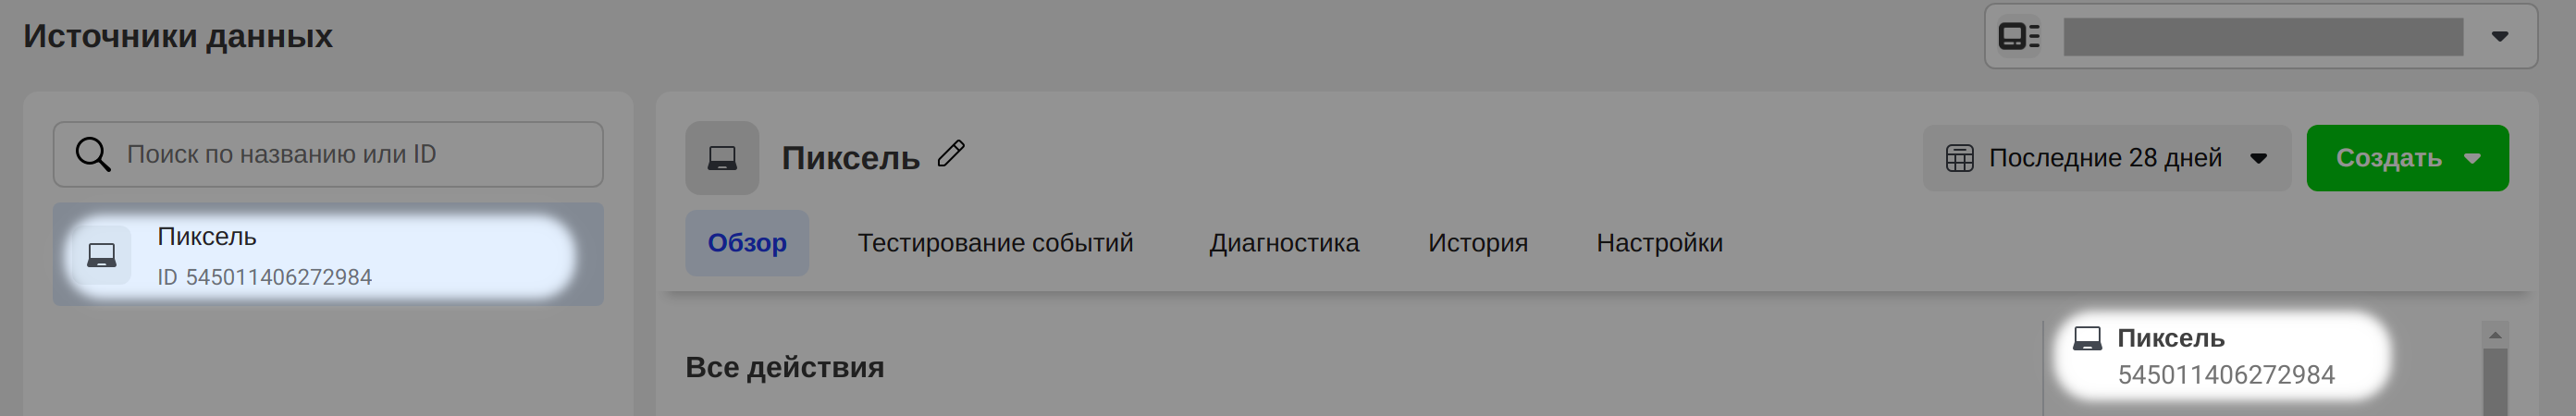 Источники данных
Поиск по названию или ID
Пиксель
ID 545011406272984
Пиксель
Последние 28 дней
Создать
Обзор
Тестирование событий
Диагностика
История
Настройки
Все действия
Пиксель
545011406272984